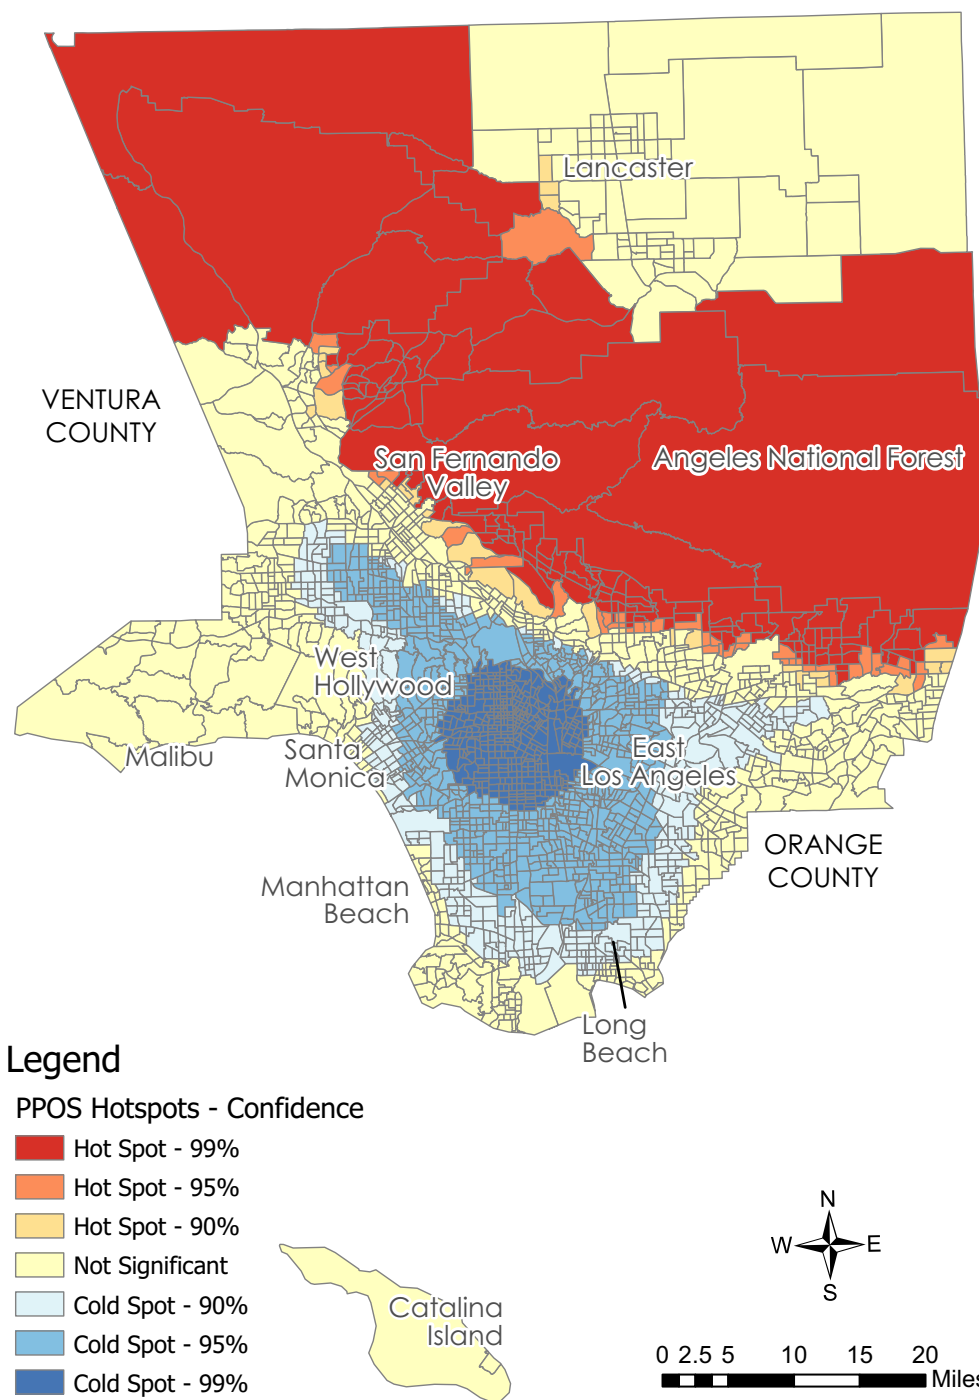 Lancaster
VENTURA
COUNTY
San Fernando
Valley
Angeles National Forest
West
Hollywood
Malibu
Santa
Monica
East
Los Angeles
ORANGE
COUNTY
Manhattan
Beach
Long
Beach
Legend
PPOS Hotspots - Confidence
Hot Spot - 99%
Hot Spot - 95%
Hot Spot - 90%
Not Significant
Cold Spot - 90%
Cold Spot - 95%
Cold Spot - 99%
Catalina
Island
N
W E
S
0 2.5 5 10 15 20
Miles